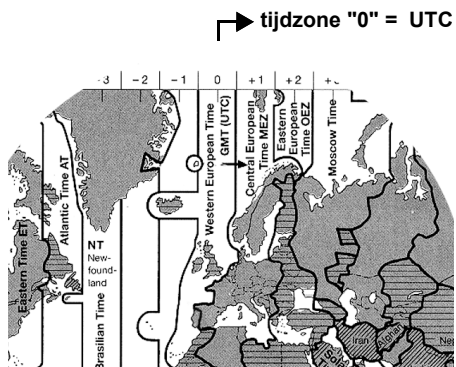 tijdzone "0" = UTC
-3 -2 -1 0 +1 +2
Eastern Time ET
Atlantic Time AT
NT
New-
found-
land
Brasilian Time
Western European Time
GMT (UTC)
Central European
Time MEZ
Eastern
European
Time OEZ
Moscow Time
Iran
Afghan